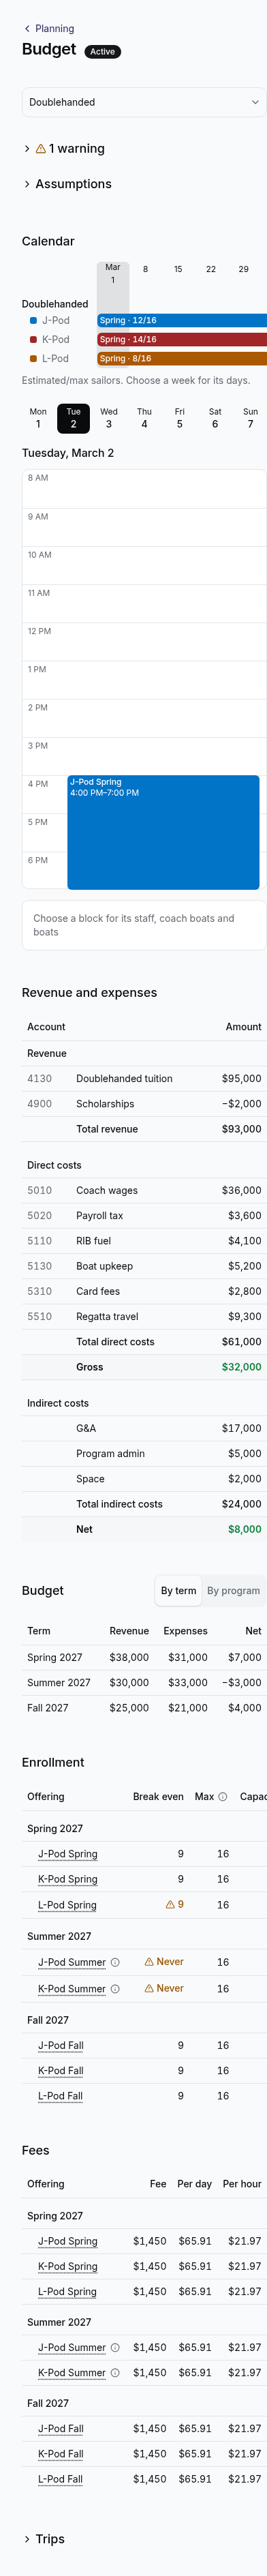 Planning
Budget Active
Doublehanded
1 warning
Assumptions
Calendar
Mar 1 8 15 22 29
Doublehanded
J-Pod Spring · 12/16
K-Pod Spring · 14/16
L-Pod Spring · 8/16
Estimated/max sailors. Choose a week for its days.
Mon Tue Wed Thu Fri Sat Sun
1 2 3 4 5 6 7
Tuesday, March 2
8 AM
9 AM
10 AM
11 AM
12 PM
1 PM
2 PM
3 PM
4 PM
J-Pod Spring
4:00 PM–7:00 PM
5 PM
6 PM
Choose a block for its staff, coach boats and
boats
Revenue and expenses
Account Amount
Revenue
4130 Doublehanded tuition $95,000
4900 Scholarships −$2,000
Total revenue $93,000
Direct costs
5010 Coach wages $36,000
5020 Payroll tax $3,600
5110 RIB fuel $4,100
5130 Boat upkeep $5,200
5310 Card fees $2,800
5510 Regatta travel $9,300
Total direct costs $61,000
Gross $32,000
Indirect costs
G&A $17,000
Program admin $5,000
Space $2,000
Total indirect costs $24,000
Net $8,000
Budget By term By program
Term Revenue Expenses Net
Spring 2027 $38,000 $31,000 $7,000
Summer 2027 $30,000 $33,000 −$3,000
Fall 2027 $25,000 $21,000 $4,000
Enrollment
Offering Break even Max Capac
Spring 2027
J-Pod Spring 9 16
K-Pod Spring 9 16
L-Pod Spring 9 16
Summer 2027
J-Pod Summer Never 16
K-Pod Summer Never 16
Fall 2027
J-Pod Fall 9 16
K-Pod Fall 9 16
L-Pod Fall 9 16
Fees
Offering Fee Per day Per hour
Spring 2027
J-Pod Spring $1,450 $65.91 $21.97
K-Pod Spring $1,450 $65.91 $21.97
L-Pod Spring $1,450 $65.91 $21.97
Summer 2027
J-Pod Summer $1,450 $65.91 $21.97
K-Pod Summer $1,450 $65.91 $21.97
Fall 2027
J-Pod Fall $1,450 $65.91 $21.97
K-Pod Fall $1,450 $65.91 $21.97
L-Pod Fall $1,450 $65.91 $21.97
Trips